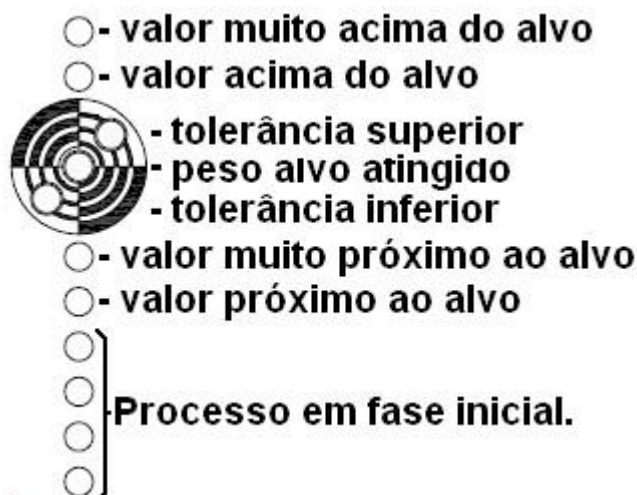 - valor muito acima do alvo
- valor acima do alvo
- tolerância superior
- peso alvo atingido
- tolerância inferior
- valor muito próximo ao alvo
- valor próximo ao alvo
Processo em fase inicial.